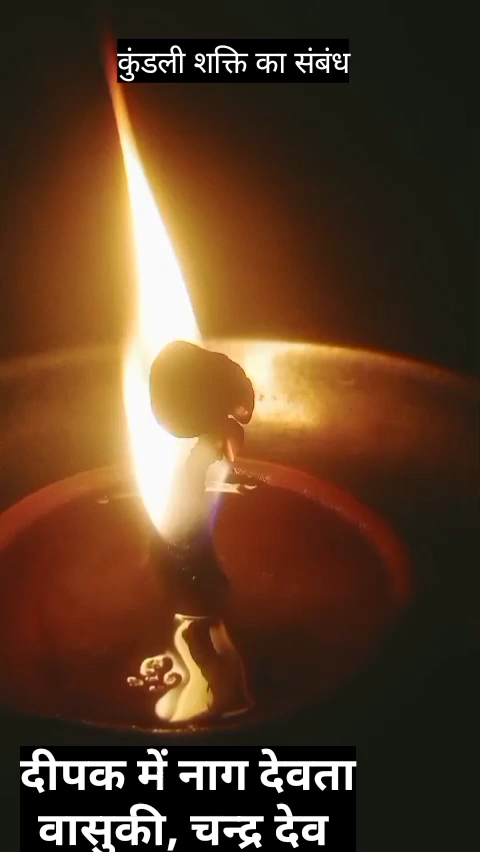 कुंडली शक्ति का संबंध
दीपक में नाग देवता
वासुकी, चन्द्र देव